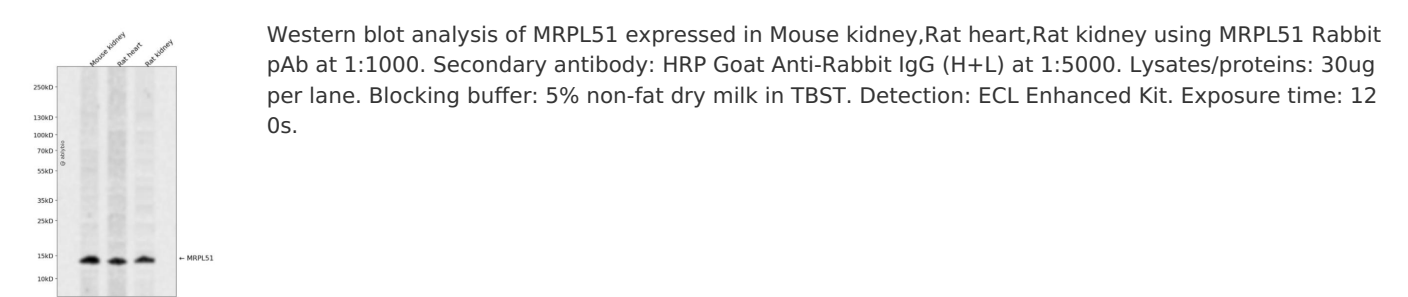 Mouse kidney
Rat heart
Rat kidney
250kD
130kD
100kD
70kD
55kD
35kD
25kD
15kD
10kD
@ ablybio
← MRPL51
Western blot analysis of MRPL51 expressed in Mouse kidney,Rat heart,Rat kidney using MRPL51 Rabbit
pAb at 1:1000. Secondary antibody: HRP Goat Anti-Rabbit IgG (H+L) at 1:5000. Lysates/proteins: 30ug
per lane. Blocking buffer: 5% non-fat dry milk in TBST. Detection: ECL Enhanced Kit. Exposure time: 12
0s.